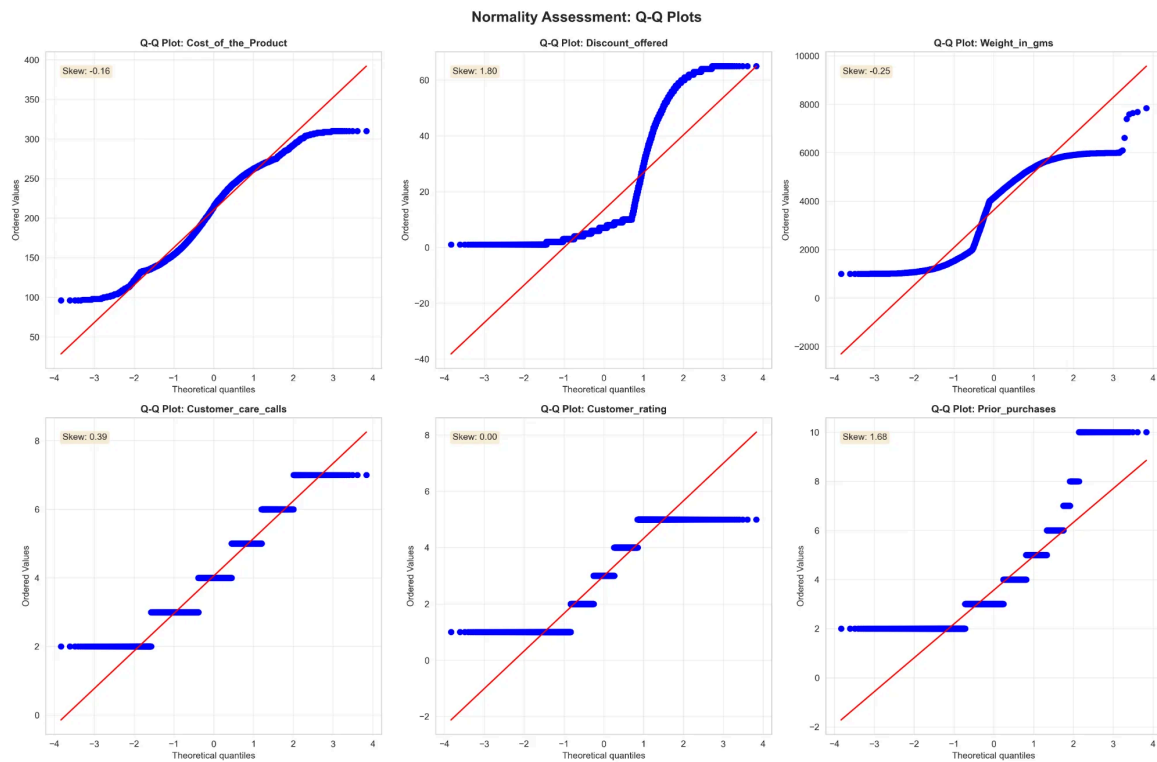 Normality Assessment: Q-Q Plots
Q-Q Plot: Cost_of_the_Product
Skew: -0.16
400
350
300
250
200
150
100
50
Ordered Values
−4 −3 −2 −1 0 1 2 3 4
Theoretical quantiles
Q-Q Plot: Discount_offered
Skew: 1.80
60
40
20
0
−20
−40
Ordered Values
−4 −3 −2 −1 0 1 2 3 4
Theoretical quantiles
Q-Q Plot: Weight_in_gms
Skew: -0.25
10000
8000
6000
4000
2000
0
−2000
Ordered Values
−4 −3 −2 −1 0 1 2 3 4
Theoretical quantiles
Q-Q Plot: Customer_care_calls
Skew: 0.39
8
6
4
2
0
Ordered Values
−4 −3 −2 −1 0 1 2 3 4
Theoretical quantiles
Q-Q Plot: Customer_rating
Skew: 0.00
8
6
4
2
0
−2
Ordered Values
−4 −3 −2 −1 0 1 2 3 4
Theoretical quantiles
Q-Q Plot: Prior_purchases
Skew: 1.68
10
8
6
4
2
0
−2
Ordered Values
−4 −3 −2 −1 0 1 2 3 4
Theoretical quantiles